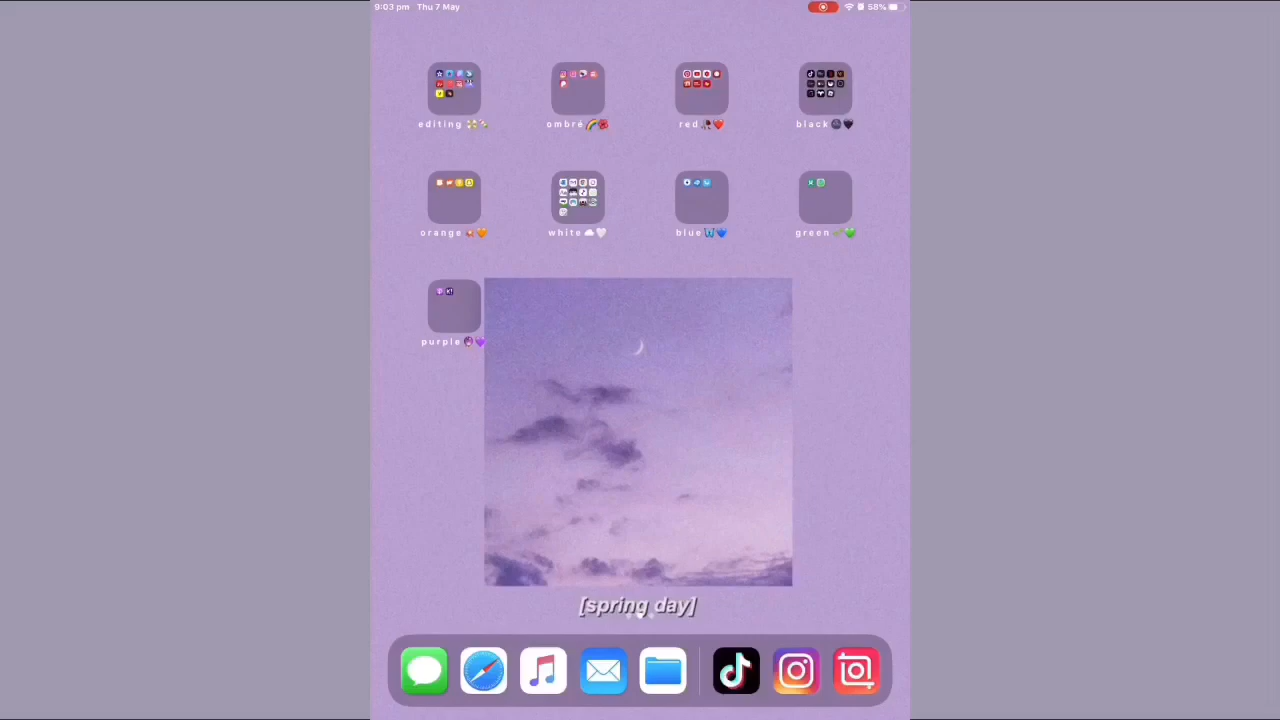 9:03 pm Thu 7 May 58%
editing ombré red black
orange white blue green
purple
[spring day]